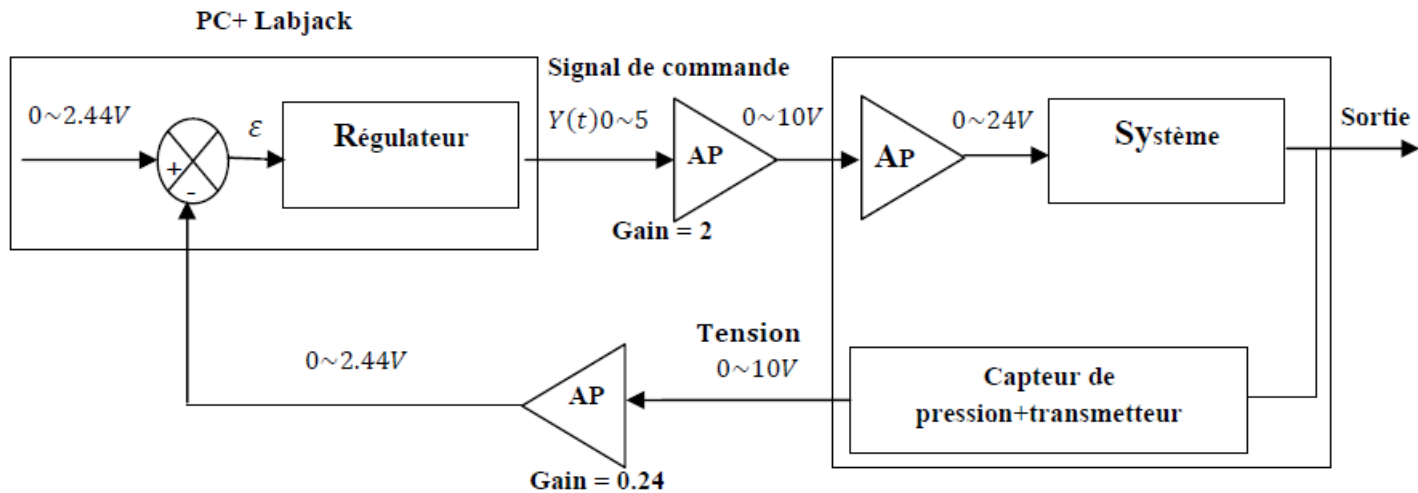 PC+ Labjack
Signal de commande
0~2.44V
ε
Régulateur
Y(t)0~5
AP
0~10V
AP
0~24V
Système
Sortie
+
-
Gain = 2
Tension
0~10V
0~2.44V
AP
Capteur de
pression+transmetteur
Gain = 0.24